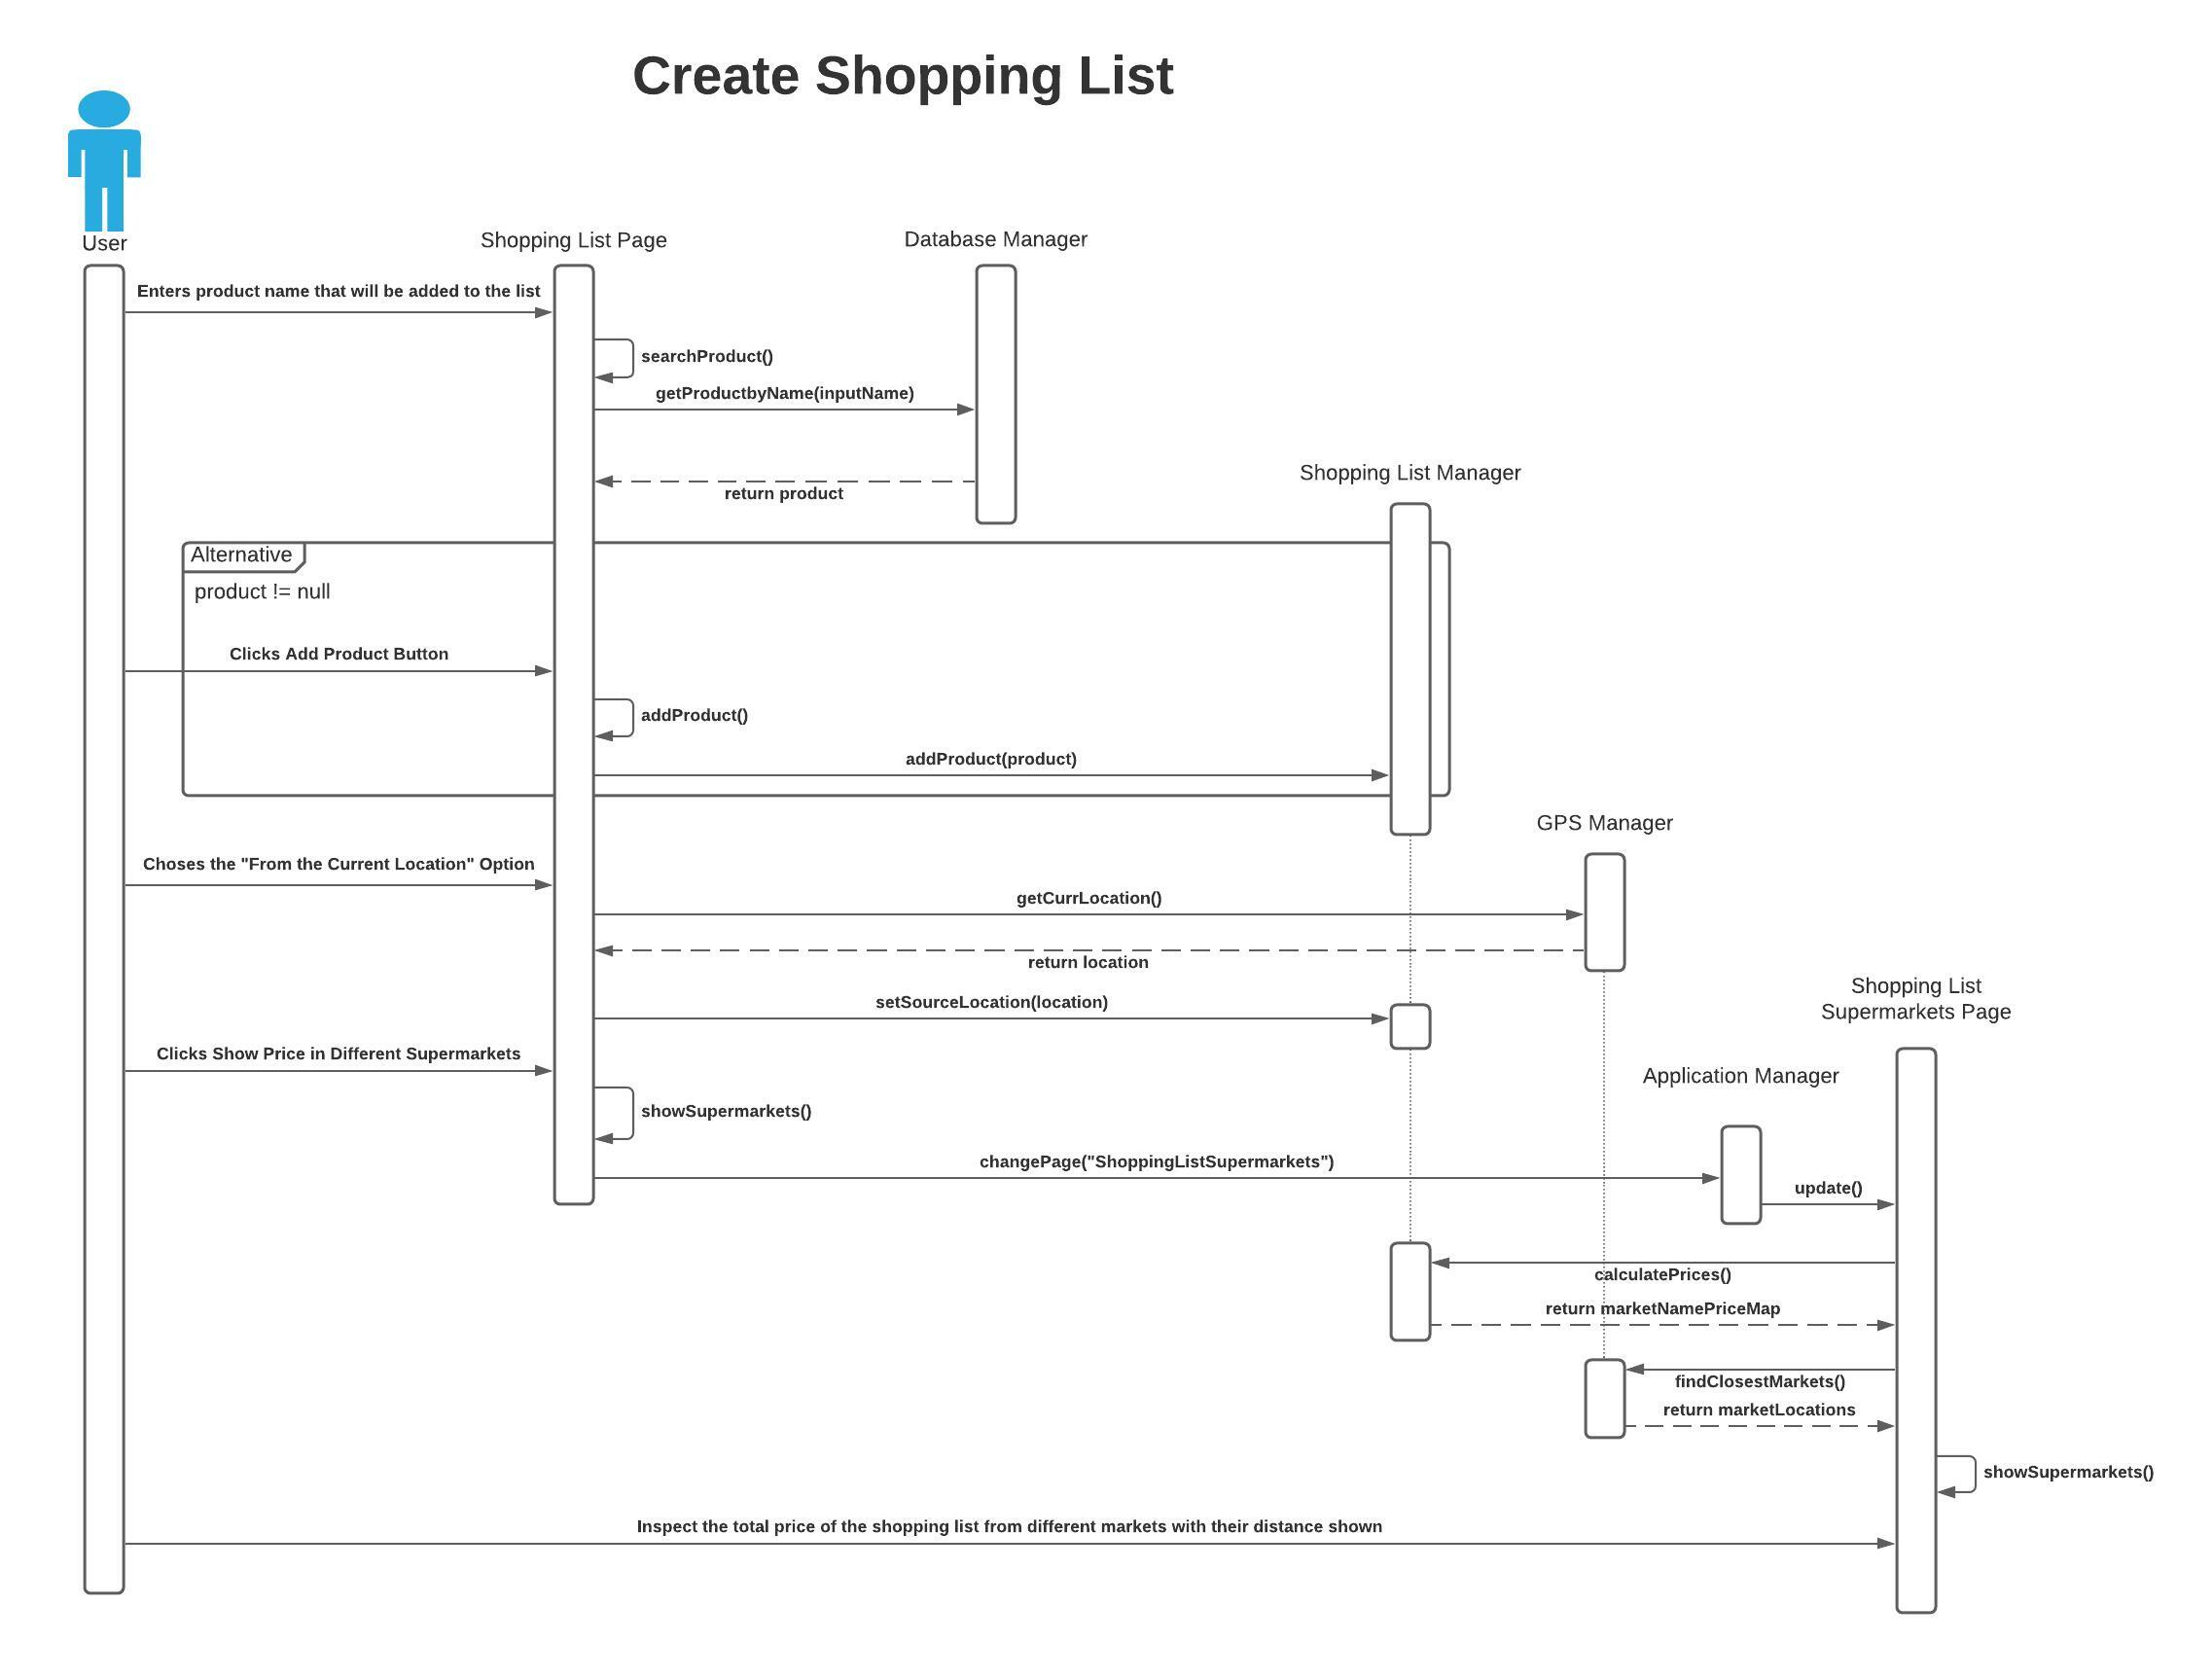 Create Shopping List
User
Shopping List Page
Database Manager
Enters product name that will be added to the list
searchProduct()
getProductbyName(inputName)
Shopping List Manager
return product
Alternative
product != null
Clicks Add Product Button
addProduct()
addProduct(product)
GPS Manager
Choses the "From the Current Location" Option
getCurrLocation()
return location
Shopping List
Supermarkets Page
setSourceLocation(location)
Clicks Show Price in Different Supermarkets
Application Manager
showSupermarkets()
changePage("ShoppingListSupermarkets")
update()
calculatePrices()
return marketNamePriceMap
findClosestMarkets()
return marketLocations
showSupermarkets()
Inspect the total price of the shopping list from different markets with their distance shown